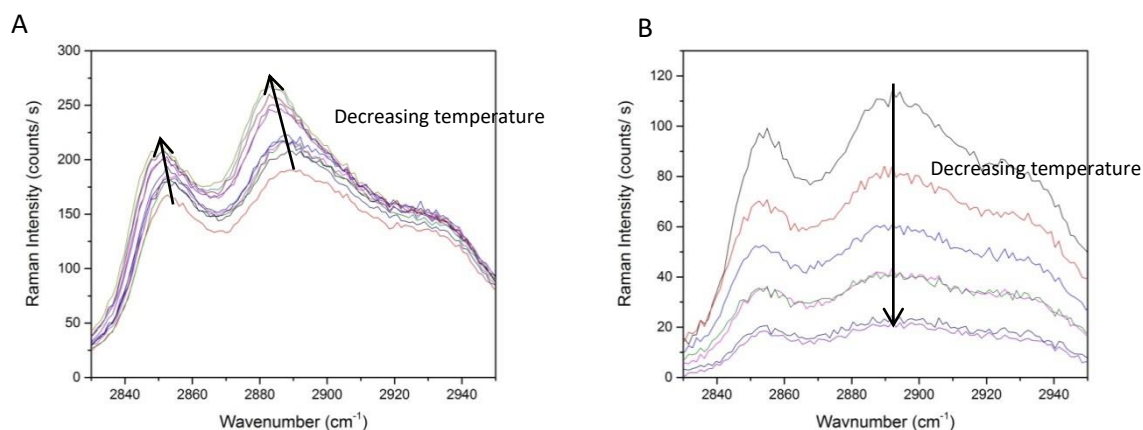 A
300
250
200
150
100
50
0
Raman Intensity (counts/ s)
Decreasing temperature
2840 2860 2880 2900 2920 2940
Wavenumber (cm-1)
B
120
100
80
60
40
20
0
Raman Intensity (counts/ s)
Decreasing temperature
2840 2860 2880 2900 2920 2940
Wavnumber (cm-1)